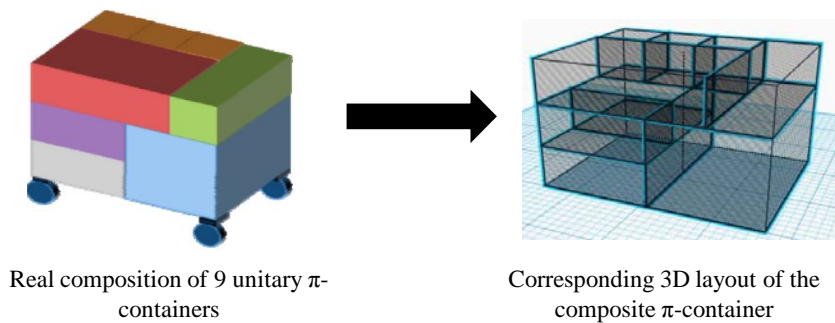 Real composition of 9 unitary π-
containers
Corresponding 3D layout of the
composite π-container